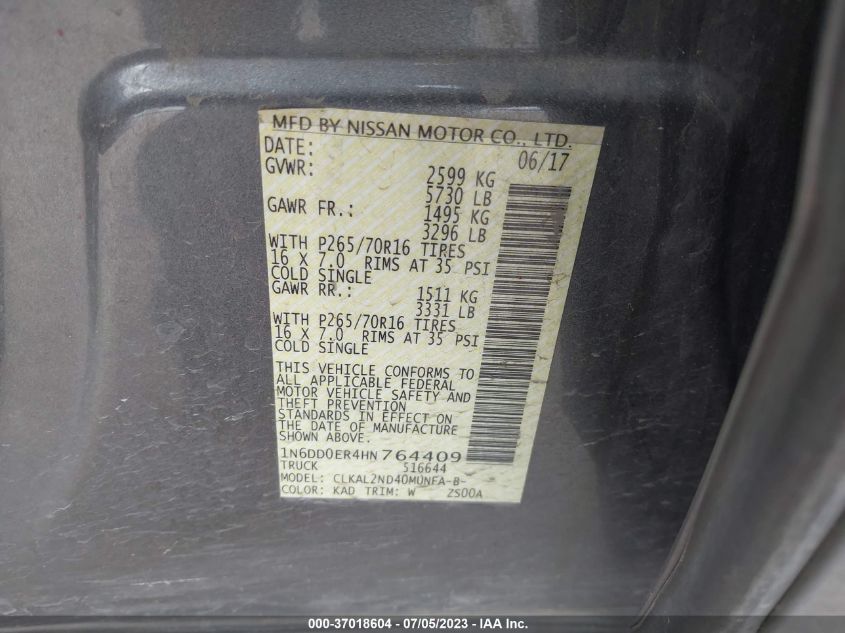 MFD BY NISSAN MOTOR CO., LTD.
DATE: 06/17
GVWR: 2599 KG
5730 LB
GAWR FR.: 1495 KG
3296 LB
WITH P265/70R16 TIRES
16 X 7.0 RIMS AT 35 PSI
COLD SINGLE
GAWR RR.: 1511 KG
3331 LB
WITH P265/70R16 TIRES
16 X 7.0 RIMS AT 35 PSI
COLD SINGLE
THIS VEHICLE CONFORMS TO
ALL APPLICABLE FEDERAL
MOTOR VEHICLE SAFETY AND
THEFT PREVENTION
STANDARDS IN EFFECT ON
THE DATE OF MANUFACTURE
SHOWN ABOVE.
1N6DD0ER4HN764409
TRUCK 516644
MODEL: CLKAL2ND40MUNFA-B-
COLOR: KAD TRIM: W ZS00A
000-37018604 / 07/05/2023 - IAA Inc.